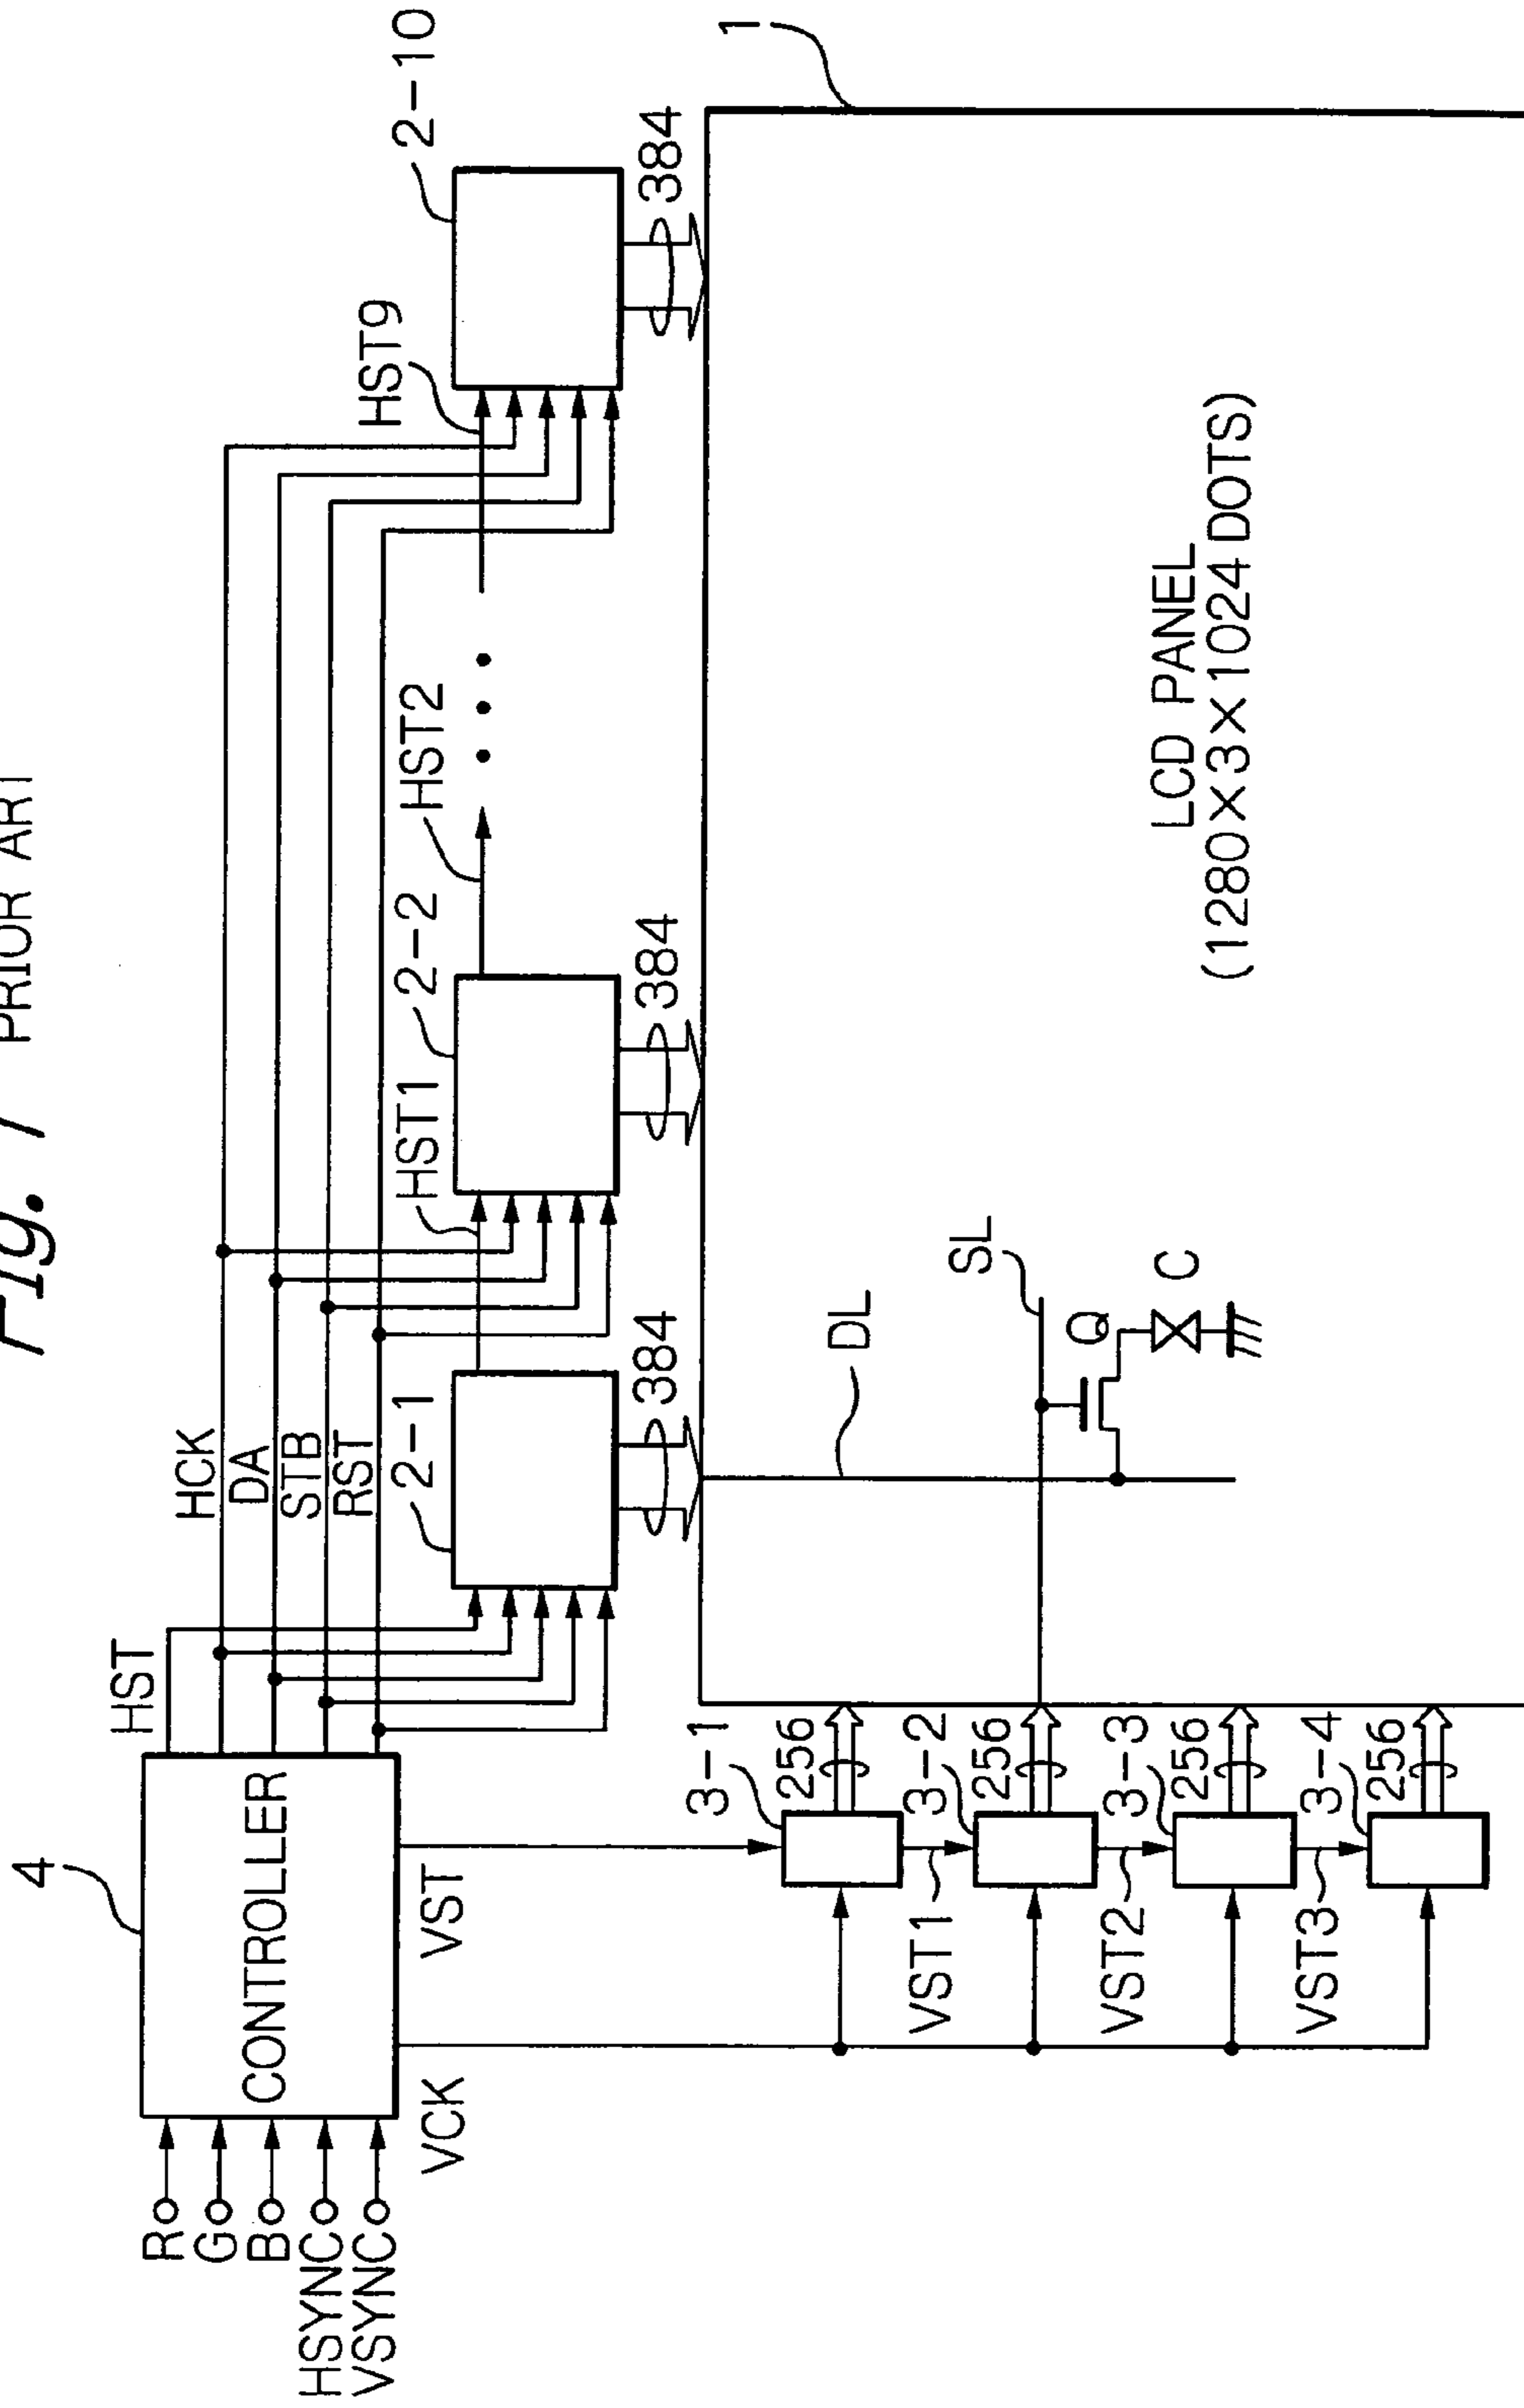 Fig. 1 PRIOR ART
4
HST
HCK
DA
STB
RST
R
G
B
HSYNC
VSYNC
CONTROLLER
VCK
VST
2-1
HST1
2-2
HST2
HST9
2-10
384
384
384
1
3-1
256
VST1
3-2
256
VST2
3-3
256
VST3
3-4
256
DL
SL
Q
C
LCD PANEL
(1280×3×1024 DOTS)